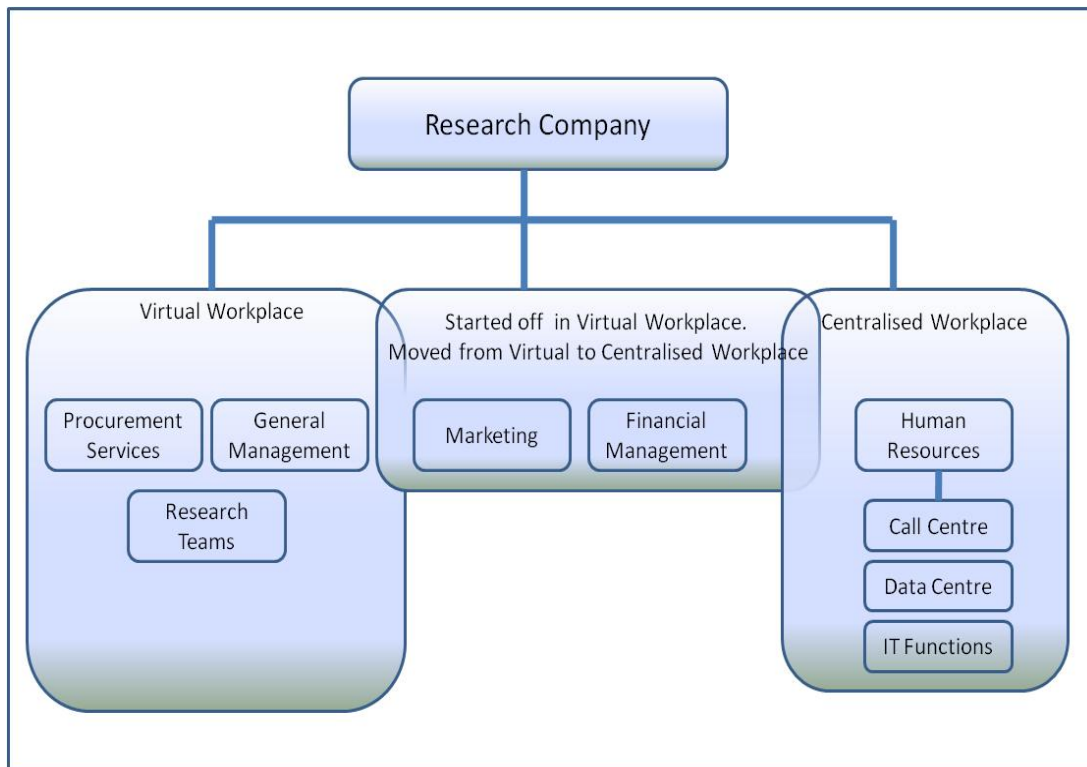 Research Company
Virtual Workplace
Procurement
Services
General
Management
Research
Teams
Started off in Virtual Workplace.
Moved from Virtual to Centralised Workplace
Marketing
Financial
Management
Centralised Workplace
Human
Resources
Call Centre
Data Centre
IT Functions